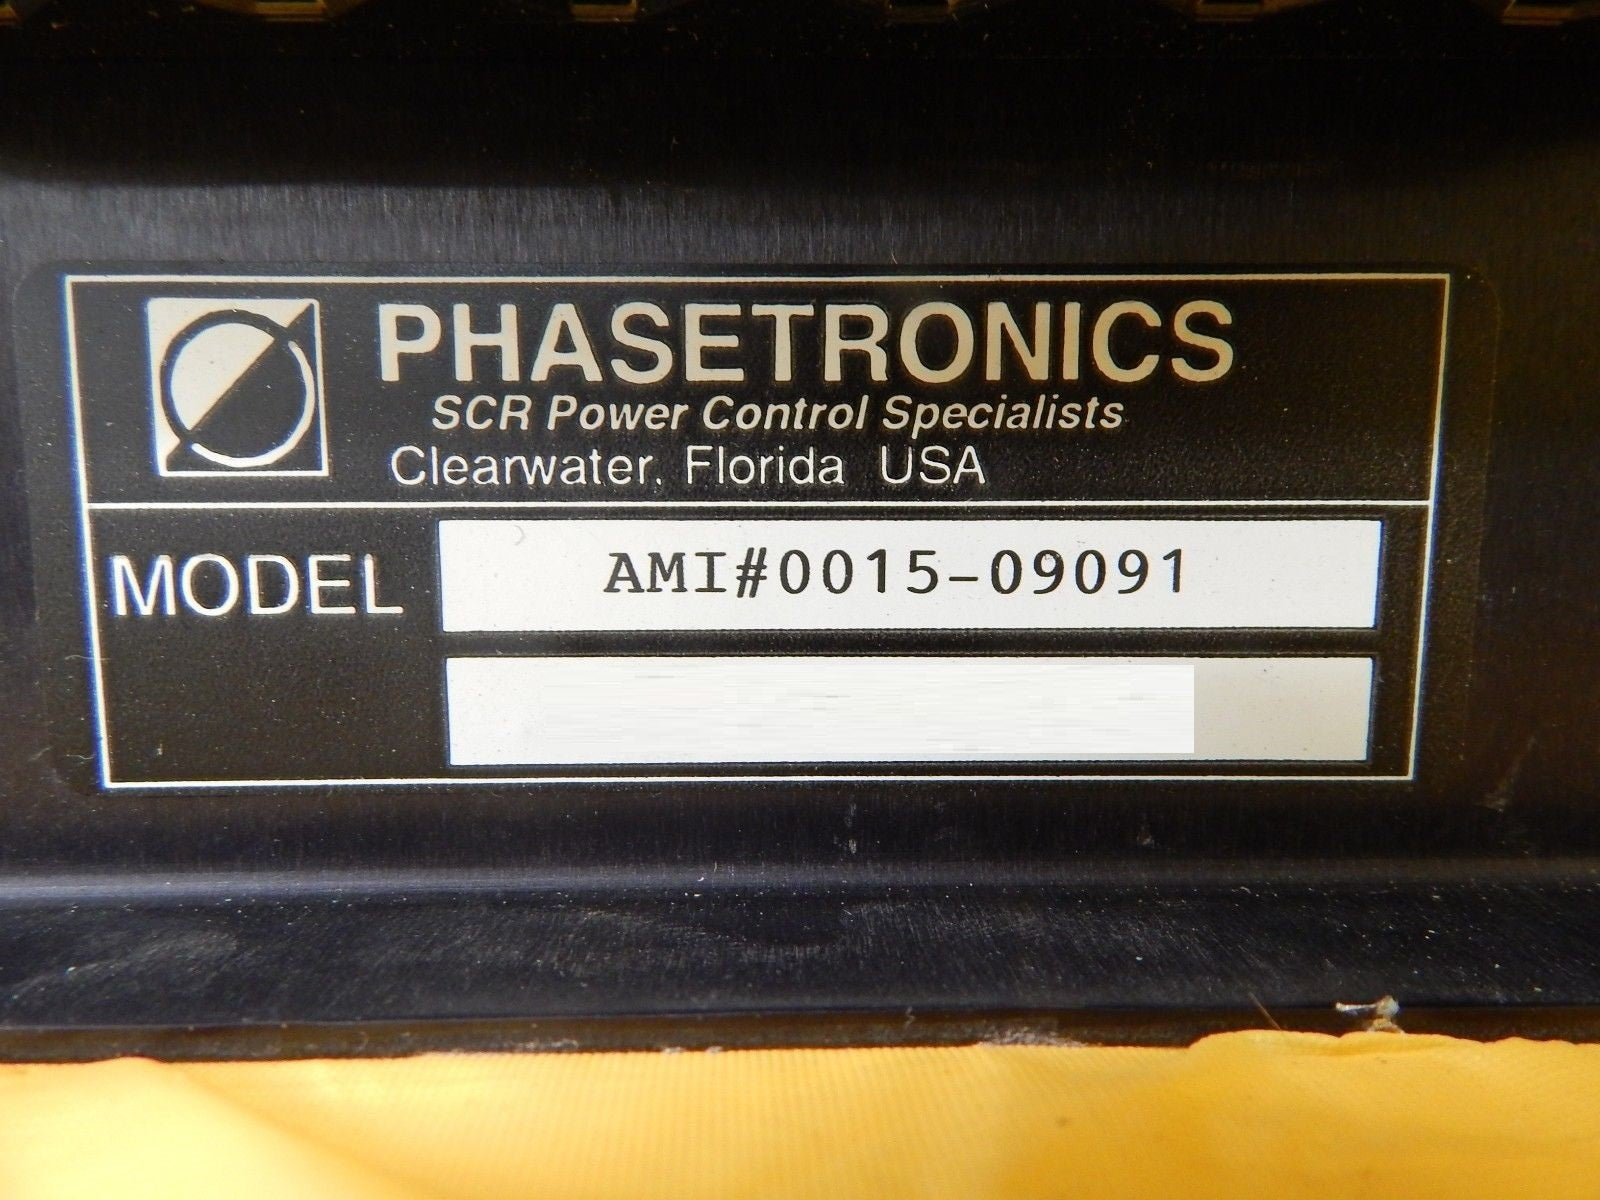 PHASETRONICS
SCR Power Control Specialists
Clearwater, Florida USA
MODEL AMI#0015-09091